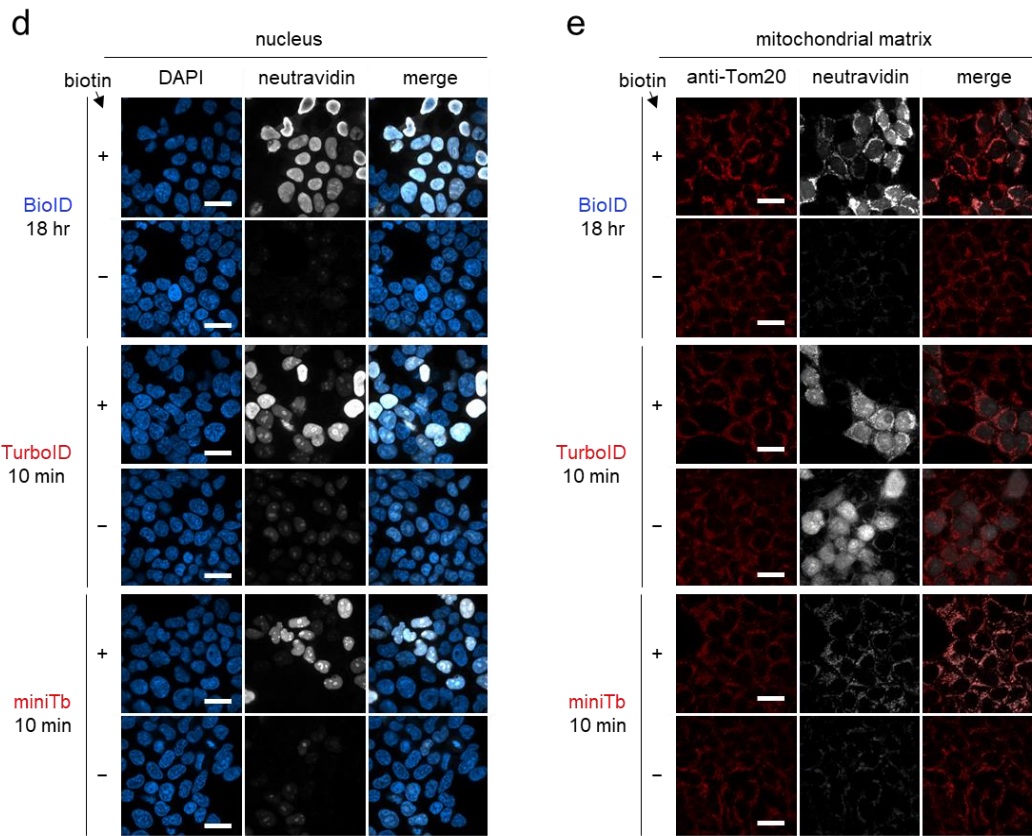 d
nucleus
biotin
DAPI neutravidin merge
+
BioID
18 hr
−
+
TurboID
10 min
−
+
miniTb
10 min
−
e
mitochondrial matrix
biotin
anti-Tom20 neutravidin merge
+
BioID
18 hr
−
+
TurboID
10 min
−
+
miniTb
10 min
−